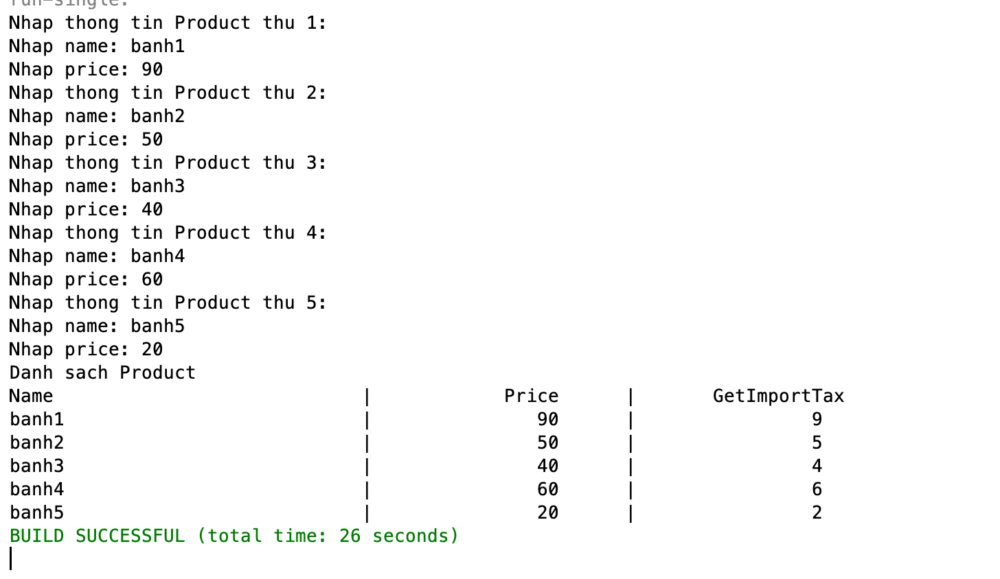 run-single:
Nhap thong tin Product thu 1:
Nhap name: banh1
Nhap price: 90
Nhap thong tin Product thu 2:
Nhap name: banh2
Nhap price: 50
Nhap thong tin Product thu 3:
Nhap name: banh3
Nhap price: 40
Nhap thong tin Product thu 4:
Nhap name: banh4
Nhap price: 60
Nhap thong tin Product thu 5:
Nhap name: banh5
Nhap price: 20
Danh sach Product
Name | Price | GetImportTax
banh1 | 90 | 9
banh2 | 50 | 5
banh3 | 40 | 4
banh4 | 60 | 6
banh5 | 20 | 2
BUILD SUCCESSFUL (total time: 26 seconds)